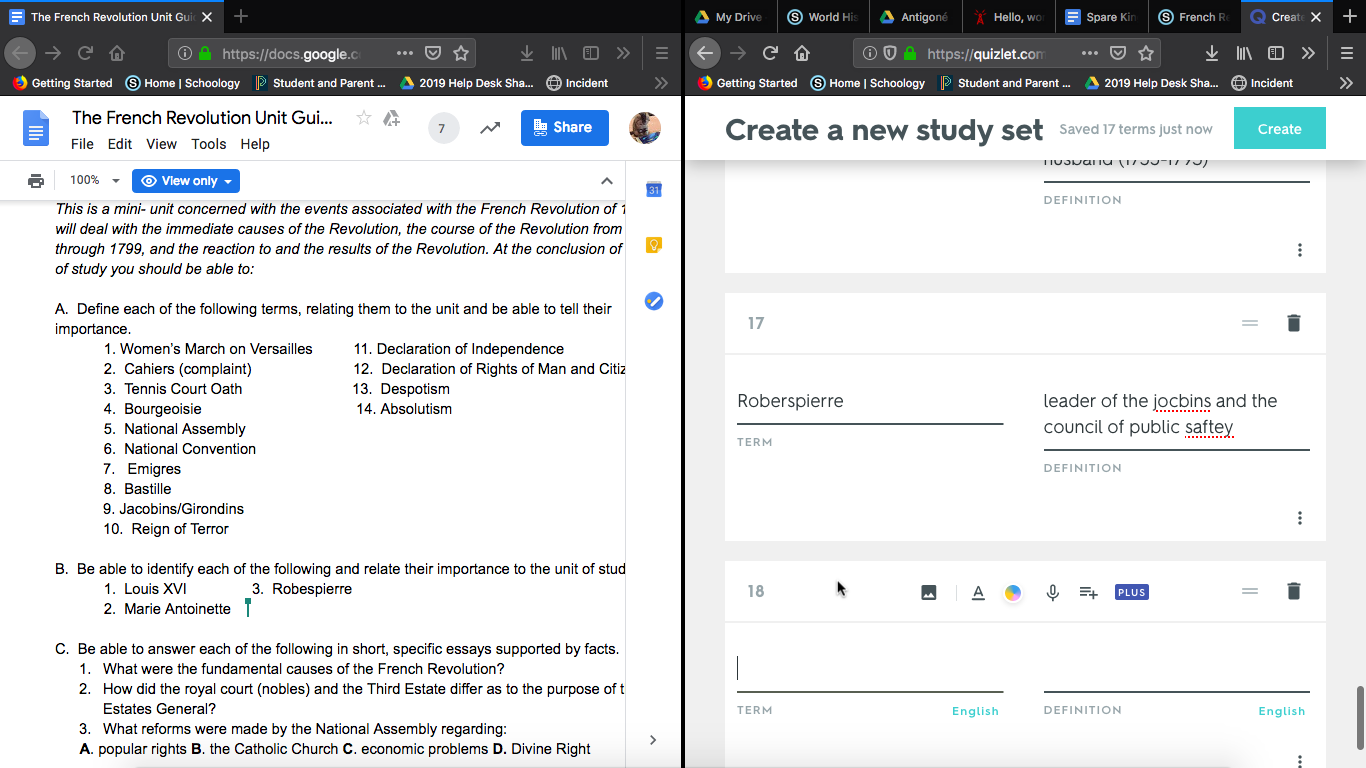 The French Revolution Unit Gui
https://docs.google.c
Getting Started Home | Schoology Student and Parent ... 2019 Help Desk Sha... Incident
The French Revolution Unit Gui...
File Edit View Tools Help
7
Share
100% View only
31
This is a mini- unit concerned with the events associated with the French Revolution of 1
will deal with the immediate causes of the Revolution, the course of the Revolution from
through 1799, and the reaction to and the results of the Revolution. At the conclusion of
of study you should be able to:
A. Define each of the following terms, relating them to the unit and be able to tell their
importance.
1. Women's March on Versailles 11. Declaration of Independence
2. Cahiers (complaint) 12. Declaration of Rights of Man and Citiz
3. Tennis Court Oath 13. Despotism
4. Bourgeoisie 14. Absolutism
5. National Assembly
6. National Convention
7. Emigres
8. Bastille
9. Jacobins/Girondins
10. Reign of Terror
B. Be able to identify each of the following and relate their importance to the unit of stud
1. Louis XVI 3. Robespierre
2. Marie Antoinette
C. Be able to answer each of the following in short, specific essays supported by facts.
1. What were the fundamental causes of the French Revolution?
2. How did the royal court (nobles) and the Third Estate differ as to the purpose of t
Estates General?
3. What reforms were made by the National Assembly regarding:
A. popular rights B. the Catholic Church C. economic problems D. Divine Right
My Drive World His Antigoné Hello, wo Spare Kin French R Create
https://quizlet.com
Getting Started Home | Schoology Student and Parent ... 2019 Help Desk Sha... Incident
Create a new study set Saved 17 terms just now Create
husband (1755-1793)
DEFINITION
17
Roberspierre
TERM
leader of the jocbins and the
council of public saftey
DEFINITION
18
A
PLUS
TERM English
DEFINITION English